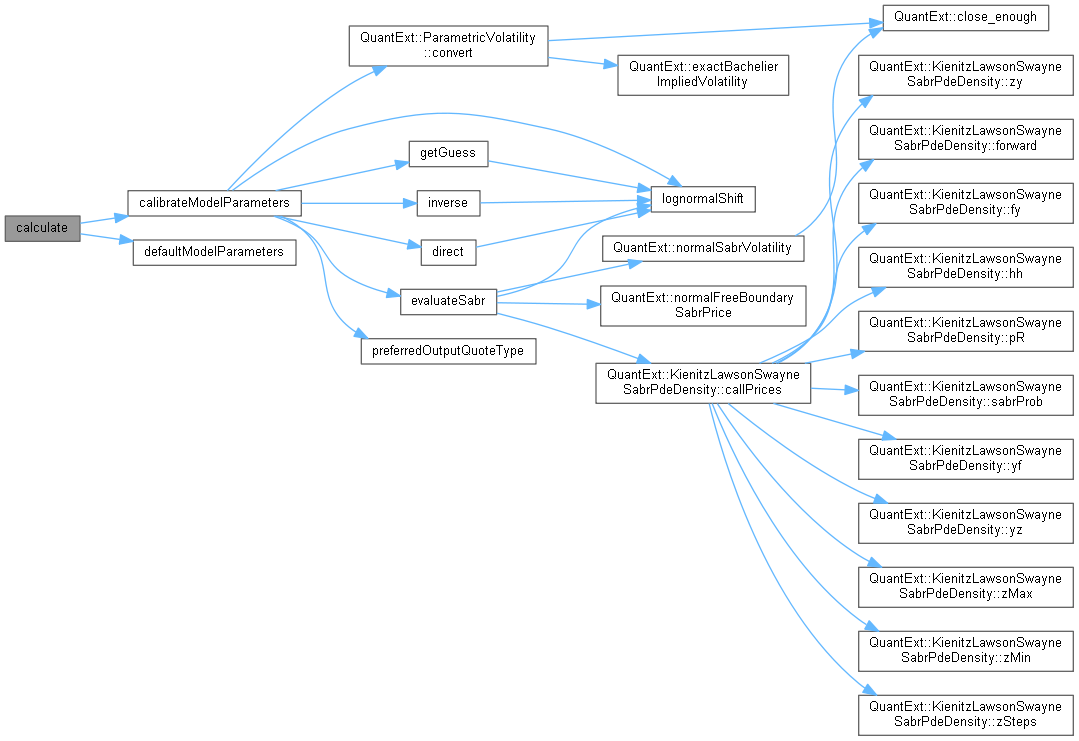 calculate
calibrateModelParameters
defaultModelParameters
QuantExt::ParametricVolatility
::convert
getGuess
inverse
direct
evaluateSabr
preferredOutputQuoteType
QuantExt::exactBachelier
ImpliedVolatility
lognormalShift
QuantExt::normalSabrVolatility
QuantExt::normalFreeBoundary
SabrPrice
QuantExt::KienitzLawsonSwayne
SabrPdeDensity::callPrices
QuantExt::close_enough
QuantExt::KienitzLawsonSwayne
SabrPdeDensity::zy
QuantExt::KienitzLawsonSwayne
SabrPdeDensity::forward
QuantExt::KienitzLawsonSwayne
SabrPdeDensity::fy
QuantExt::KienitzLawsonSwayne
SabrPdeDensity::hh
QuantExt::KienitzLawsonSwayne
SabrPdeDensity::pR
QuantExt::KienitzLawsonSwayne
SabrPdeDensity::sabrProb
QuantExt::KienitzLawsonSwayne
SabrPdeDensity::yf
QuantExt::KienitzLawsonSwayne
SabrPdeDensity::yz
QuantExt::KienitzLawsonSwayne
SabrPdeDensity::zMax
QuantExt::KienitzLawsonSwayne
SabrPdeDensity::zMin
QuantExt::KienitzLawsonSwayne
SabrPdeDensity::zSteps